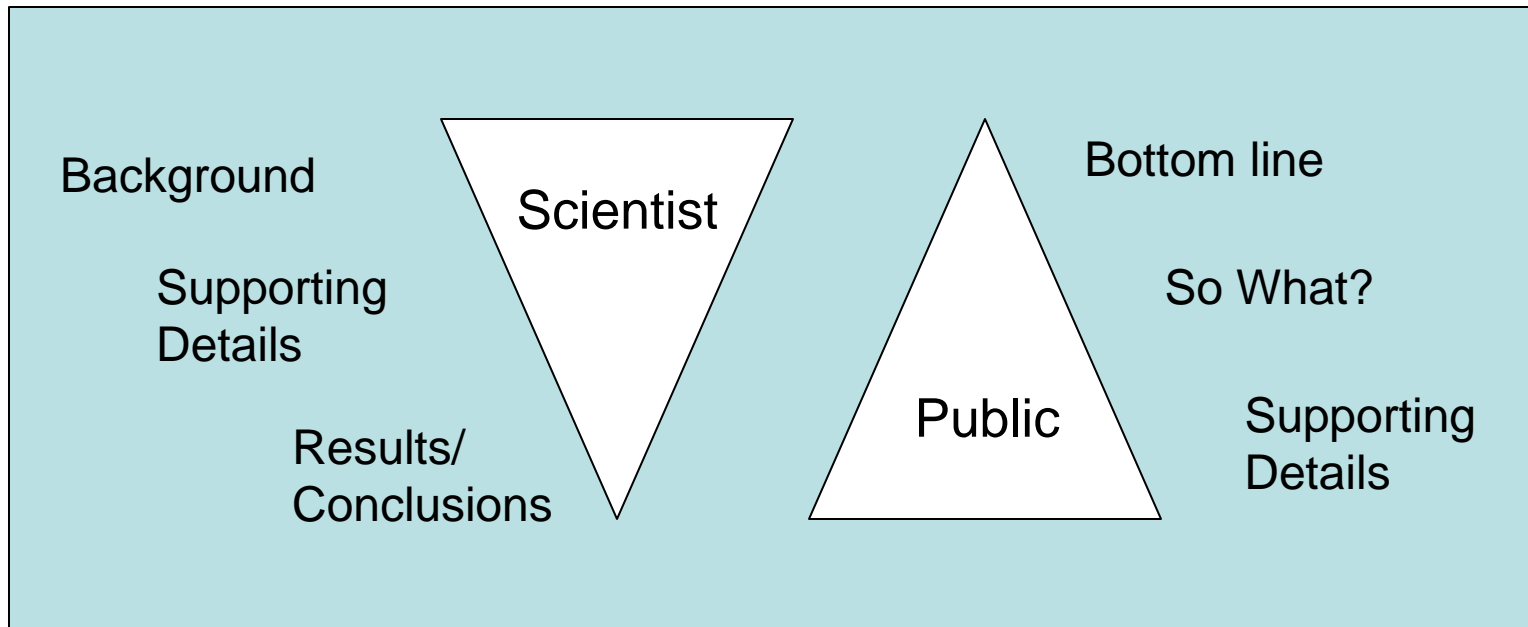 Background
Supporting
Details
Results/
Conclusions
Scientist
Public
Bottom line
So What?
Supporting
Details